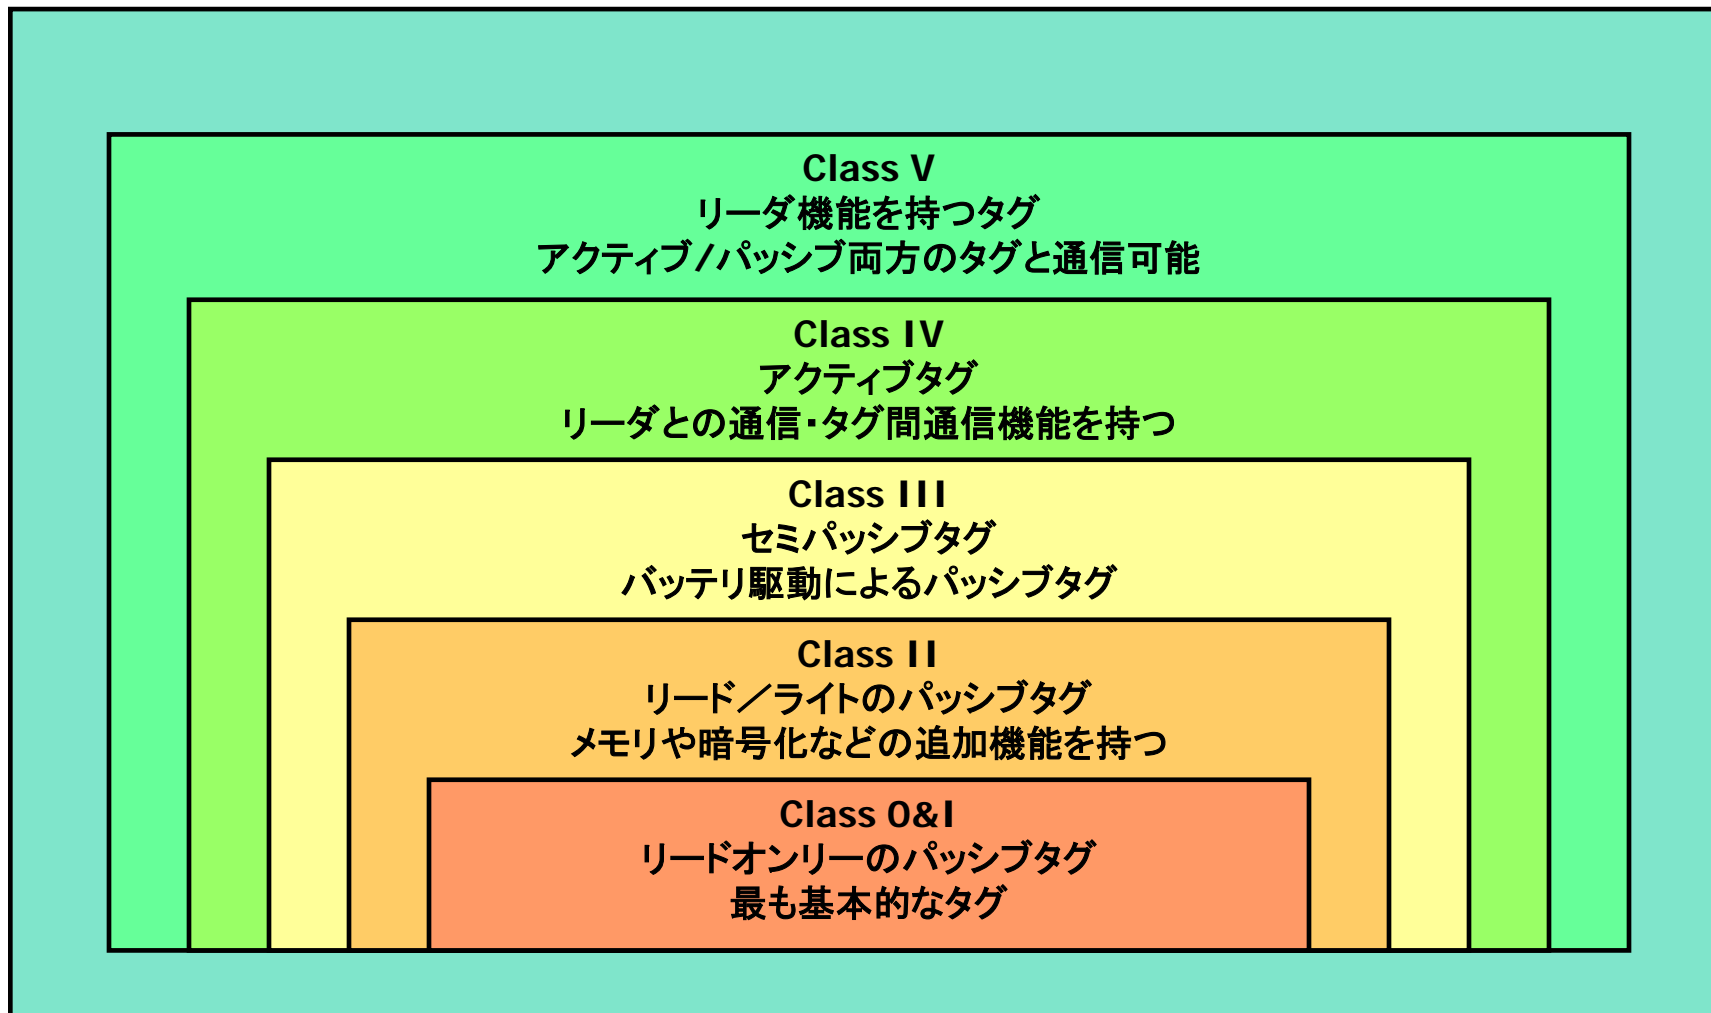 Class V
リーダ機能を持つタグ
アクティブ/パッシブ両方のタグと通信可能
Class IV
アクティブタグ
リーダとの通信・タグ間通信機能を持つ
Class III
セミパッシブタグ
バッテリ駆動によるパッシブタグ
Class II
リード／ライトのパッシブタグ
メモリや暗号化などの追加機能を持つ
Class 0&I
リードオンリーのパッシブタグ
最も基本的なタグ